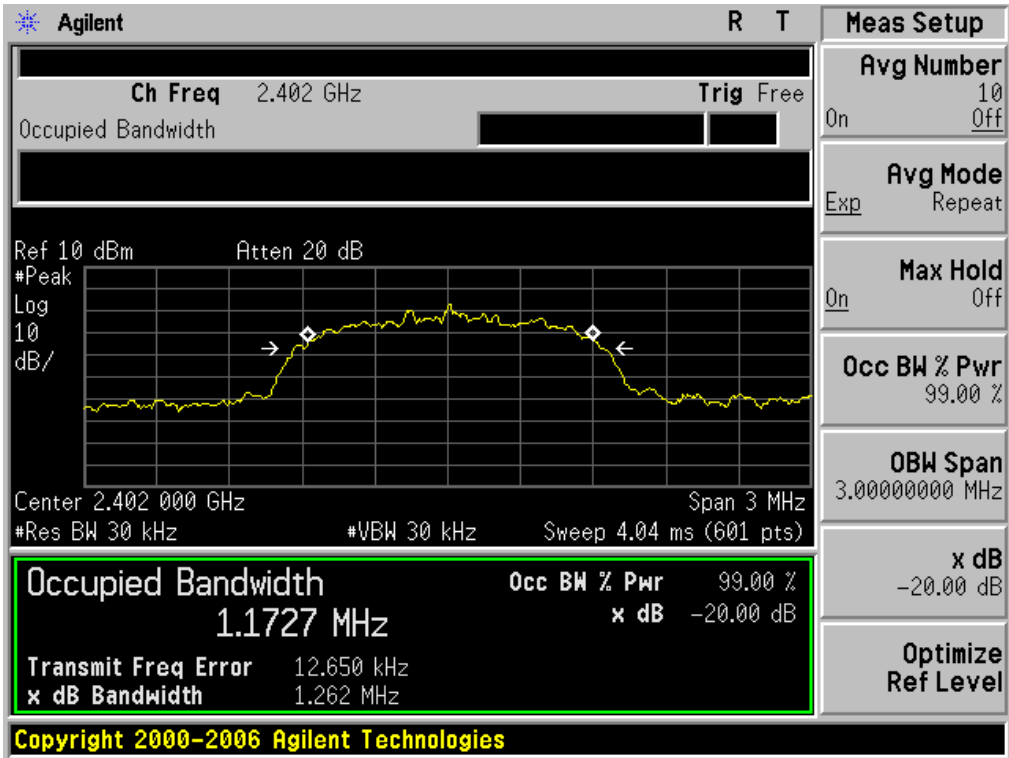 Agilent R T
Ch Freq 2.402 GHz Trig Free
Occupied Bandwidth
Ref 10 dBm Atten 20 dB
#Peak
Log
10
dB/
Center 2.402 000 GHz Span 3 MHz
#Res BW 30 kHz #VBW 30 kHz Sweep 4.04 ms (601 pts)
Occupied Bandwidth Occ BW % Pwr 99.00 %
1.1727 MHz x dB -20.00 dB
Transmit Freq Error 12.650 kHz
x dB Bandwidth 1.262 MHz
Copyright 2000-2006 Agilent Technologies
Meas Setup
Avg Number
10
On Off
Avg Mode
Exp Repeat
Max Hold
On Off
Occ BW % Pwr
99.00 %
OBW Span
3.00000000 MHz
x dB
-20.00 dB
Optimize
Ref Level